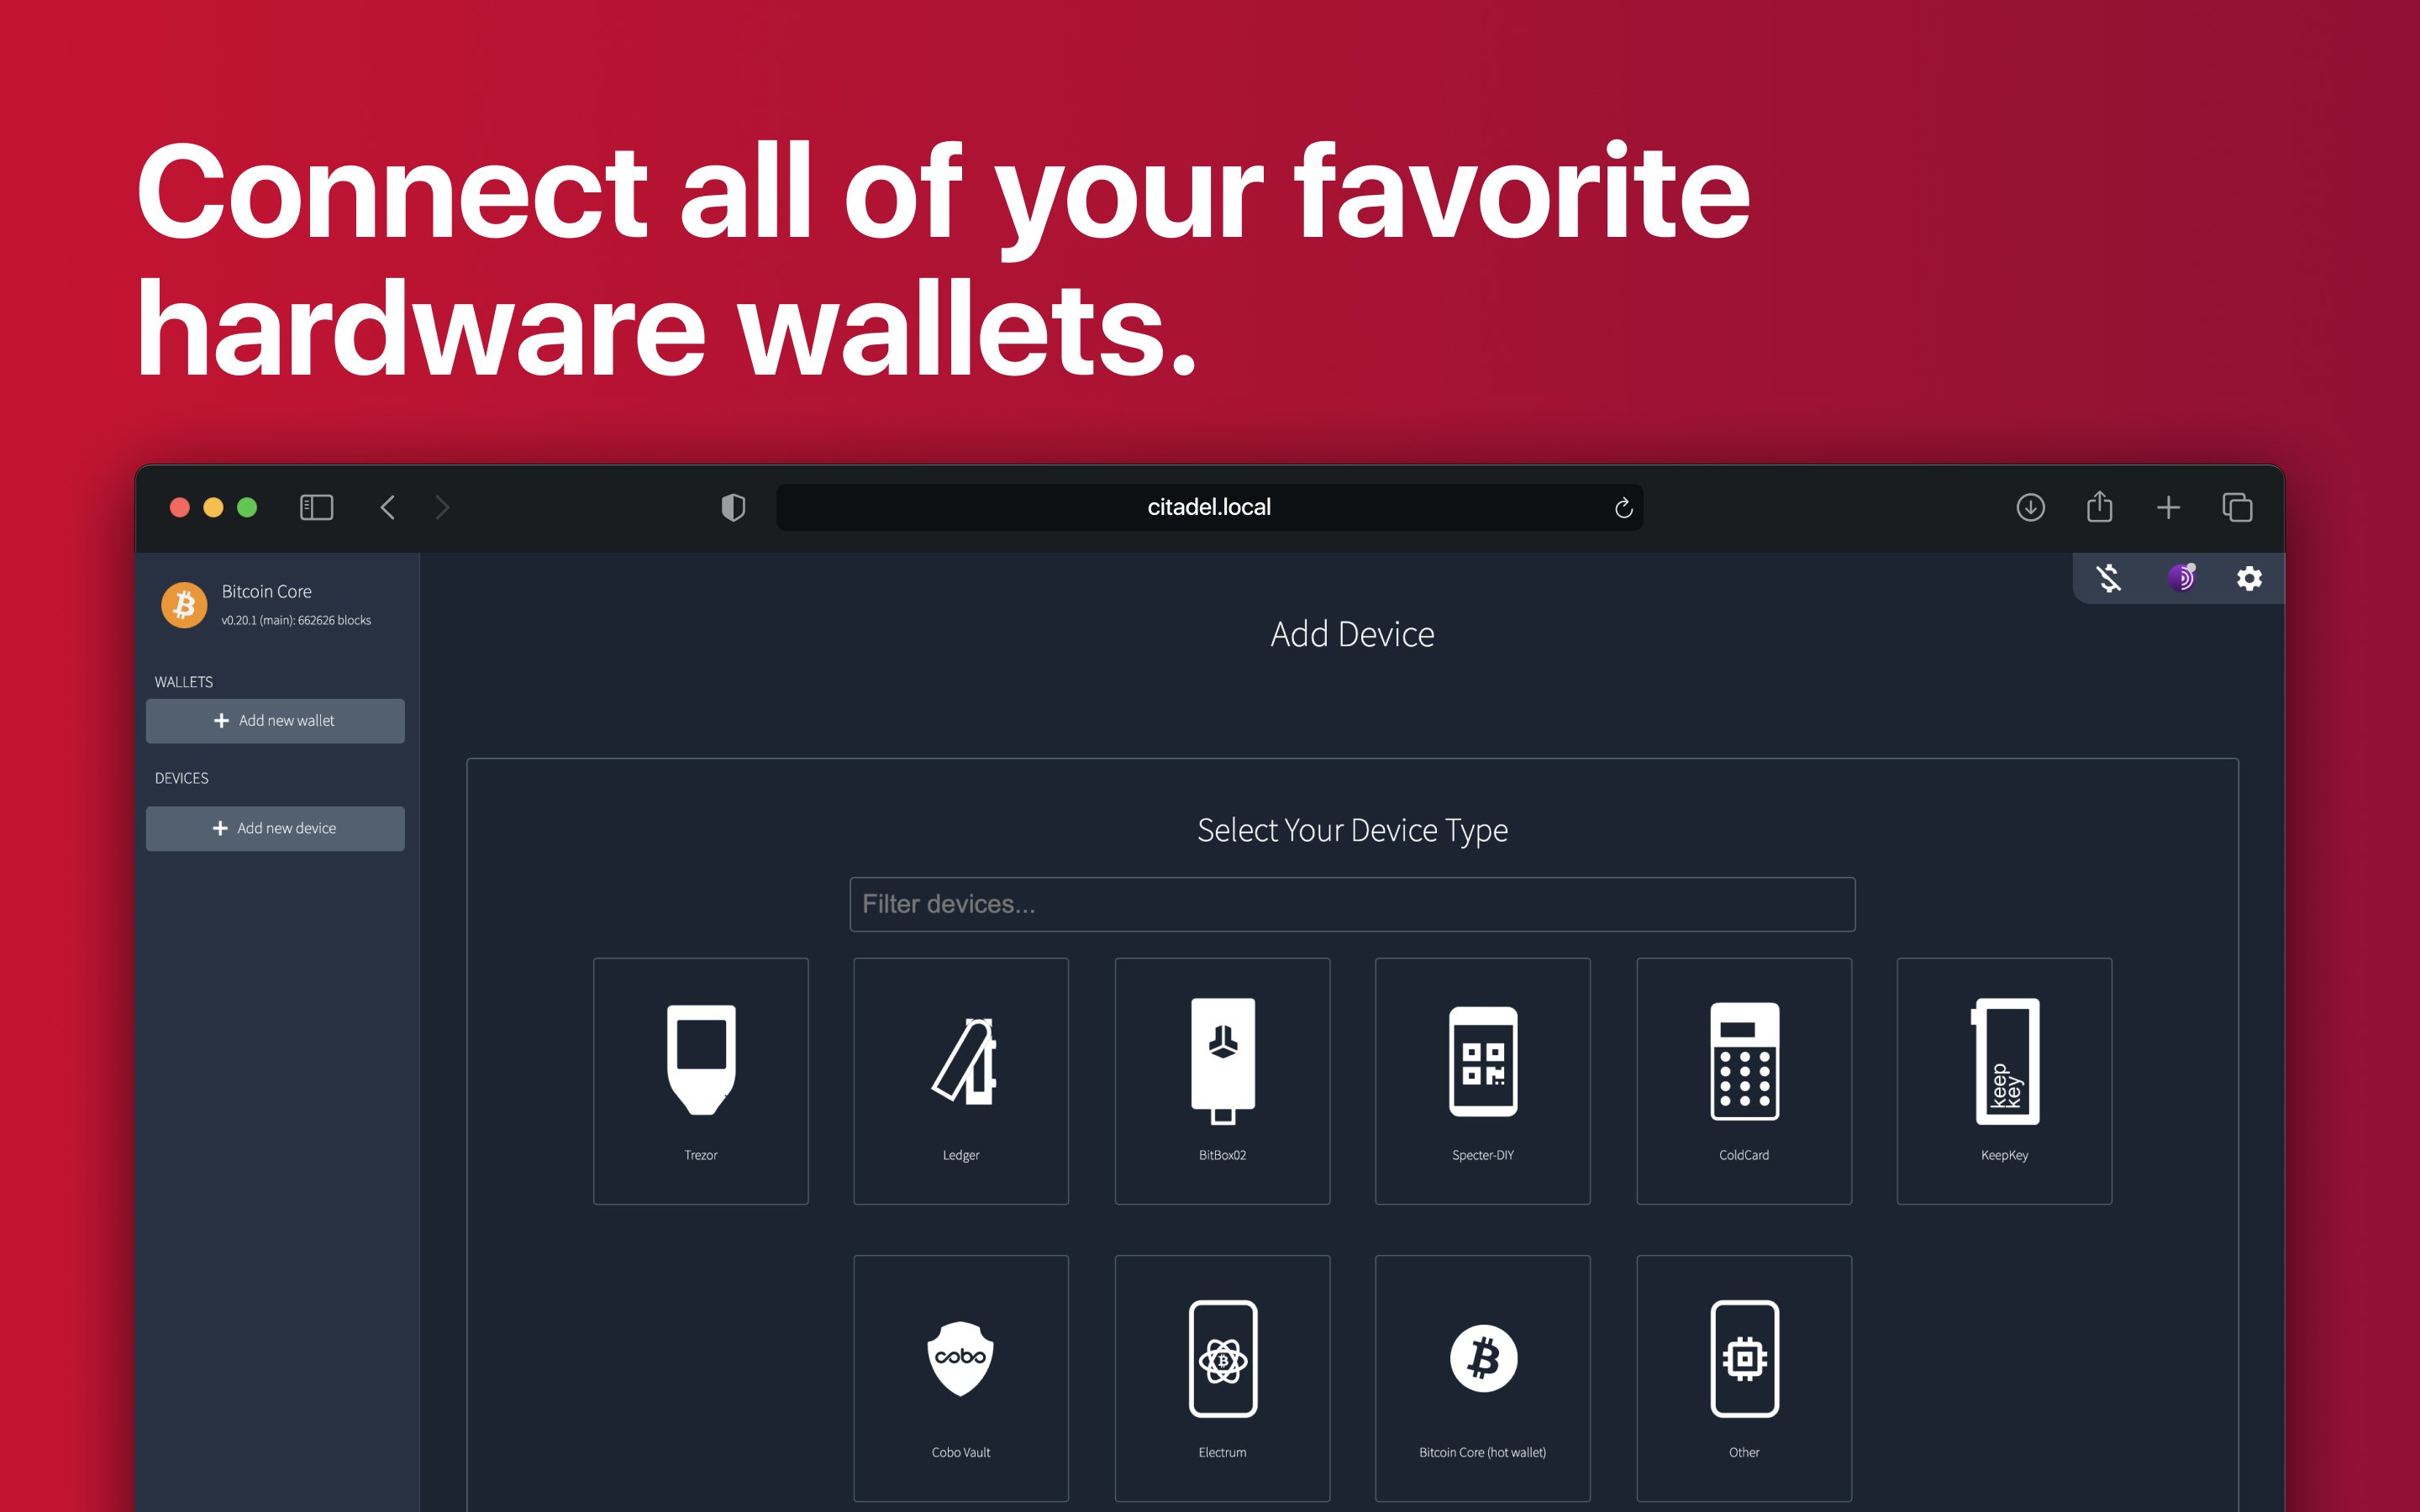 Connect all of your favorite
hardware wallets.
citadel.local
Bitcoin Core
v0.20.1 (main): 662626 blocks
WALLETS
Add new wallet
DEVICES
Add new device
Add Device
Select Your Device Type
Filter devices...
keep
key
Trezor
Ledger
BitBox02
Specter-DIY
ColdCard
KeepKey
cobo
Cobo Vault
Electrum
Bitcoin Core (hot wallet)
Other